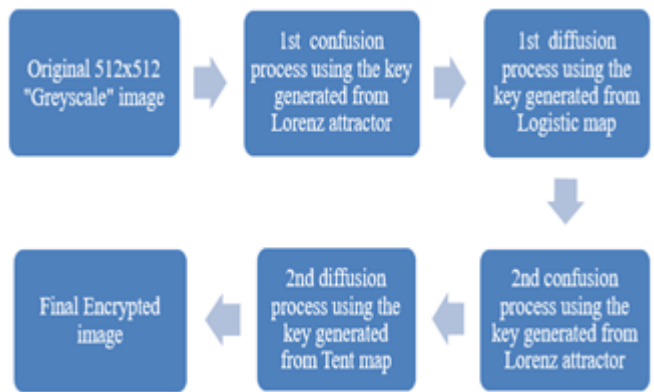 Original 512x512
"Greyscale" image
1st confusion
process using the key
generated from
Lorenz attractor
1st diffusion
process using the
key generated from
Logistic map
2nd confusion
process using the
key generated from
Lorenz attractor
2nd diffusion
process using the
key generated
from Tent map
Final Encrypted
image